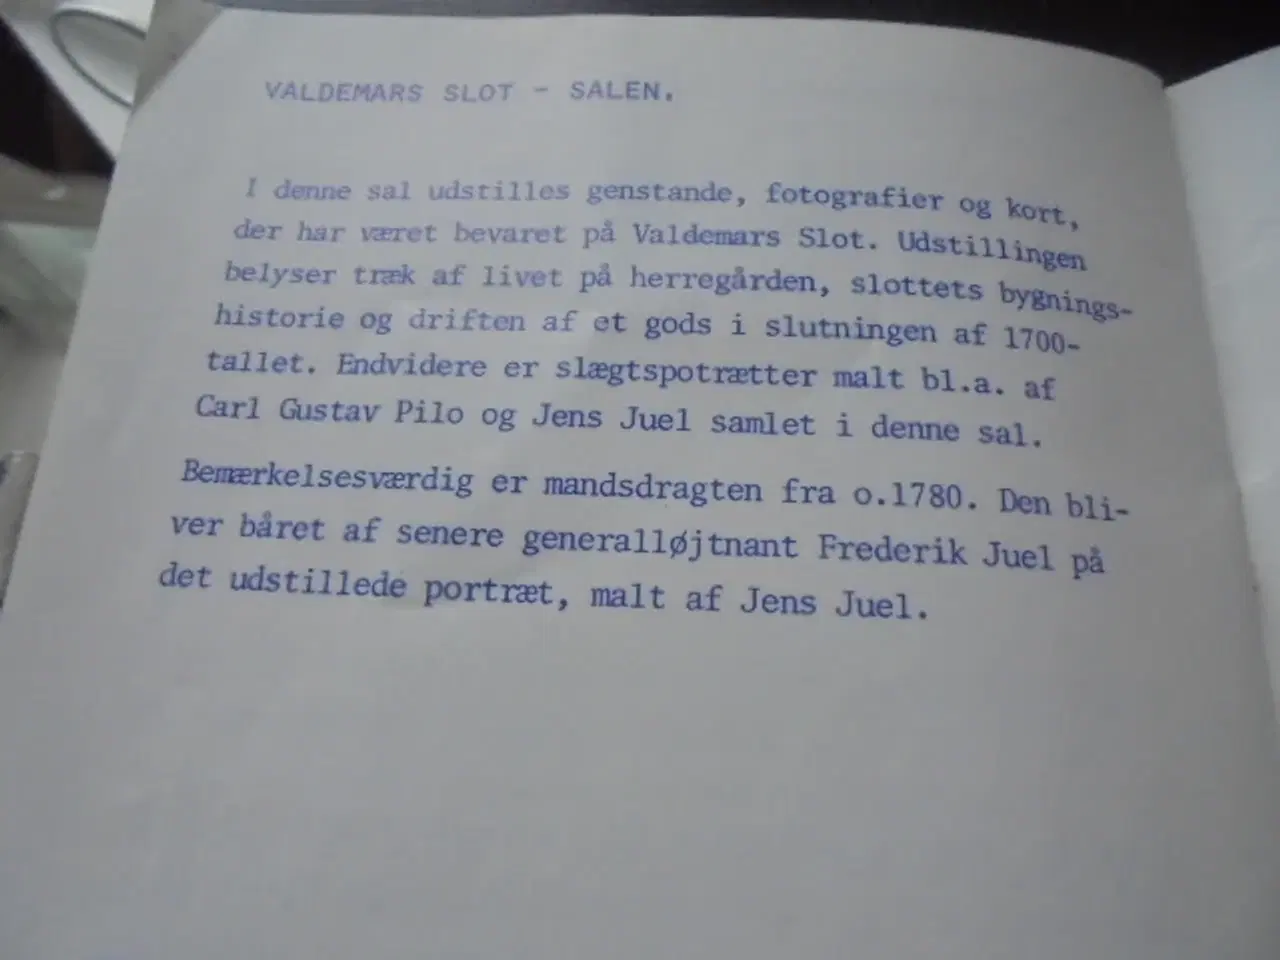 VALDEMARS SLOT - SALEN.
I denne sal udstilles genstande, fotografier og kort,
der har været bevaret på Valdemars Slot. Udstillingen
belyser træk af livet på herregården, slottets bygnings-
historie og driften af et gods i slutningen af 1700-
tallet. Endvidere er slægtspotrætter malt bl.a. af
Carl Gustav Pilo og Jens Juel samlet i denne sal.
Bemærkelsesværdig er mandsdragten fra o.1780. Den bli-
ver båret af senere generalløjtnant Frederik Juel på
det udstillede portræt, malt af Jens Juel.